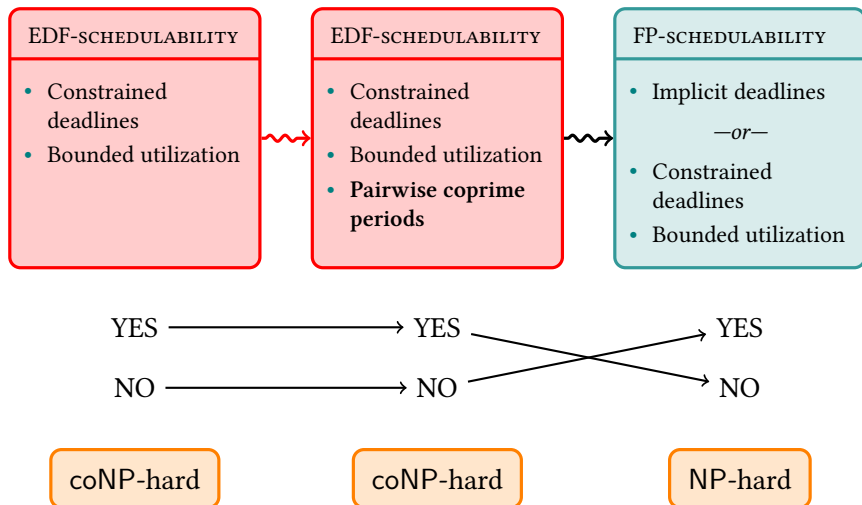 EDF-SCHEDULABILITY
• Constrained
deadlines
• Bounded utilization
EDF-SCHEDULABILITY
• Constrained
deadlines
• Bounded utilization
• Pairwise coprime
periods
FP-SCHEDULABILITY
• Implicit deadlines
—or—
• Constrained
deadlines
• Bounded utilization
YES
YES
YES
NO
NO
NO
coNP-hard
coNP-hard
NP-hard